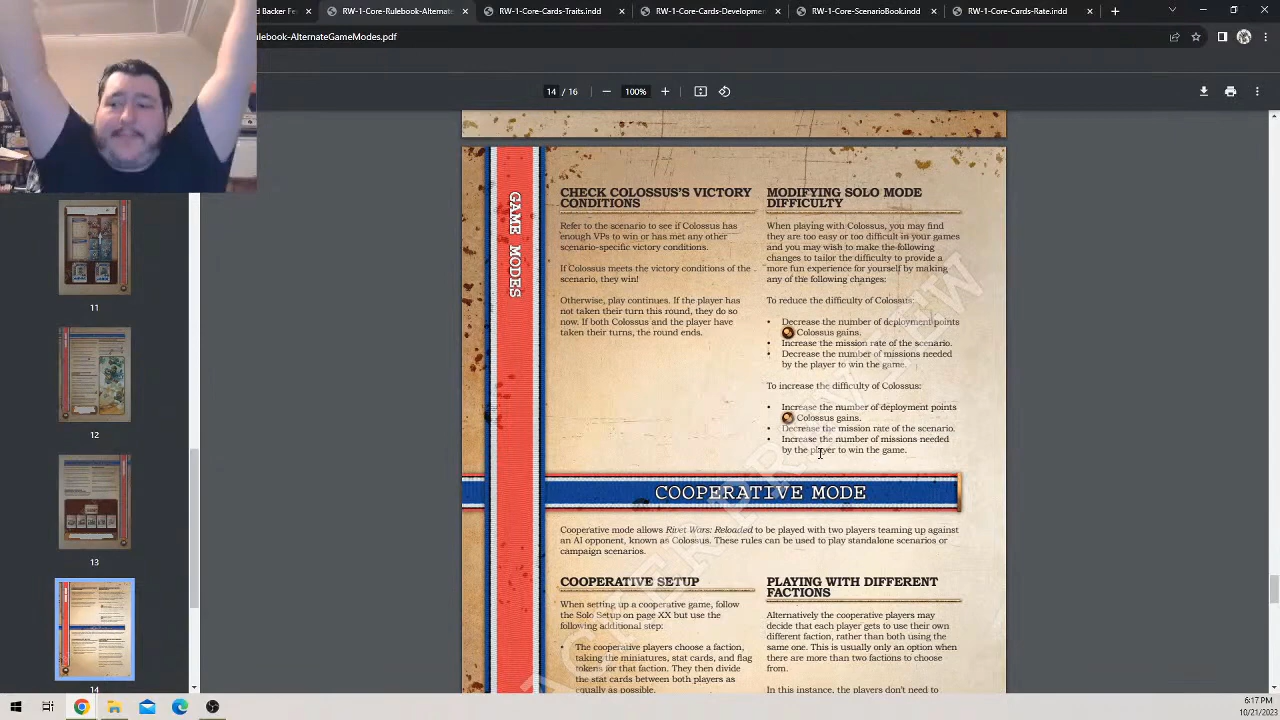 Backer Fe
RW-1-Core-Rulebook-Alternate
RW-1-Core-Cards-Traits.indd
RW-1-Core-Cards-Developmen
RW-1-Core-ScenarioBook.indd
RW-1-Core-Cards-Rate.indd
ulebook-AlternateGameModes.pdf
14 / 16
100%
11
12
13
14
GAME MODES
CHECK COLOSSUS'S VICTORY
CONDITIONS
Refer to the scenario to see if Colossus has
enough VPs to win or has met any other
scenario-specific victory conditions.
If Colossus meets the victory conditions of the
scenario, they win!
Otherwise, play continues. If the player has
not taken their turn this round, they do so
now. If both Colossus and the player have
taken their turns, the round ends.
MODIFYING SOLO MODE
DIFFICULTY
When playing with Colossus, you may find
they are too easy or too difficult in your games
and you may wish to make the following
changes to tailor the difficulty to provide a
more fun experience for yourself by making
any of the following changes:
To reduce the difficulty of Colossus:
• Decrease the number of deployment points
Colossus gains.
• Increase the mission rate of the scenario.
• Decrease the number of missions needed
by the player to win the game.
To increase the difficulty of Colossus:
• Increase the number of deployment points
Colossus gains.
• Decrease the mission rate of the scenario.
• Increase the number of missions needed
by the player to win the game.
COOPERATIVE MODE
Cooperative mode allows Rivet Wars: Reloaded to be played with two players teaming up against
an AI opponent, known as Colossus. These rules can be used to play standalone scenarios or
campaign scenarios.
COOPERATIVE SETUP
When setting up a cooperative game, follow
the Solo Setup on page XX but use the
following additional step:
• The cooperative players choose a faction,
taking the miniatures, stat cards, and flag
tokens for that faction. They then divide
the stat cards between both players as
equally as possible.
PLAYING WITH DIFFERENT
FACTIONS
Alternately the cooperative players may
decide that each player gets to use their own
different faction, rather than both using the
same one. This is usually only an option when
there are more than two factions to choose
from.
In this instance, the players don't need to
6:17 PM
10/21/2023